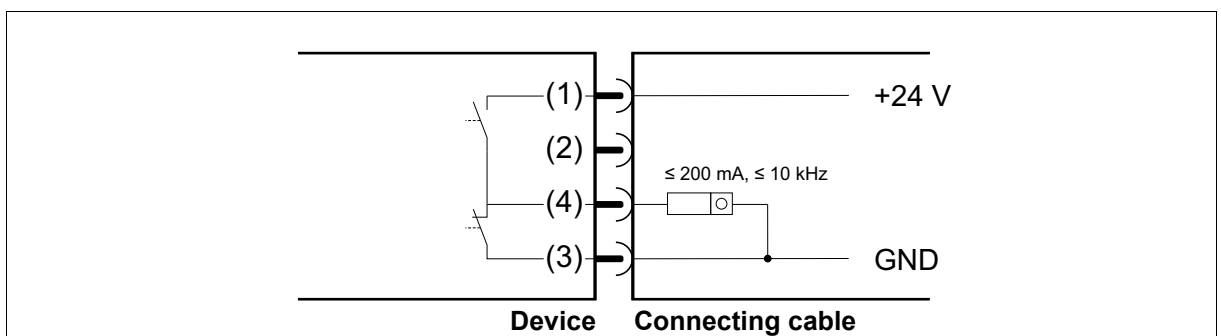 (1) +24 V
(2)
≤ 200 mA, ≤ 10 kHz
(4)
(3) GND
Device Connecting cable